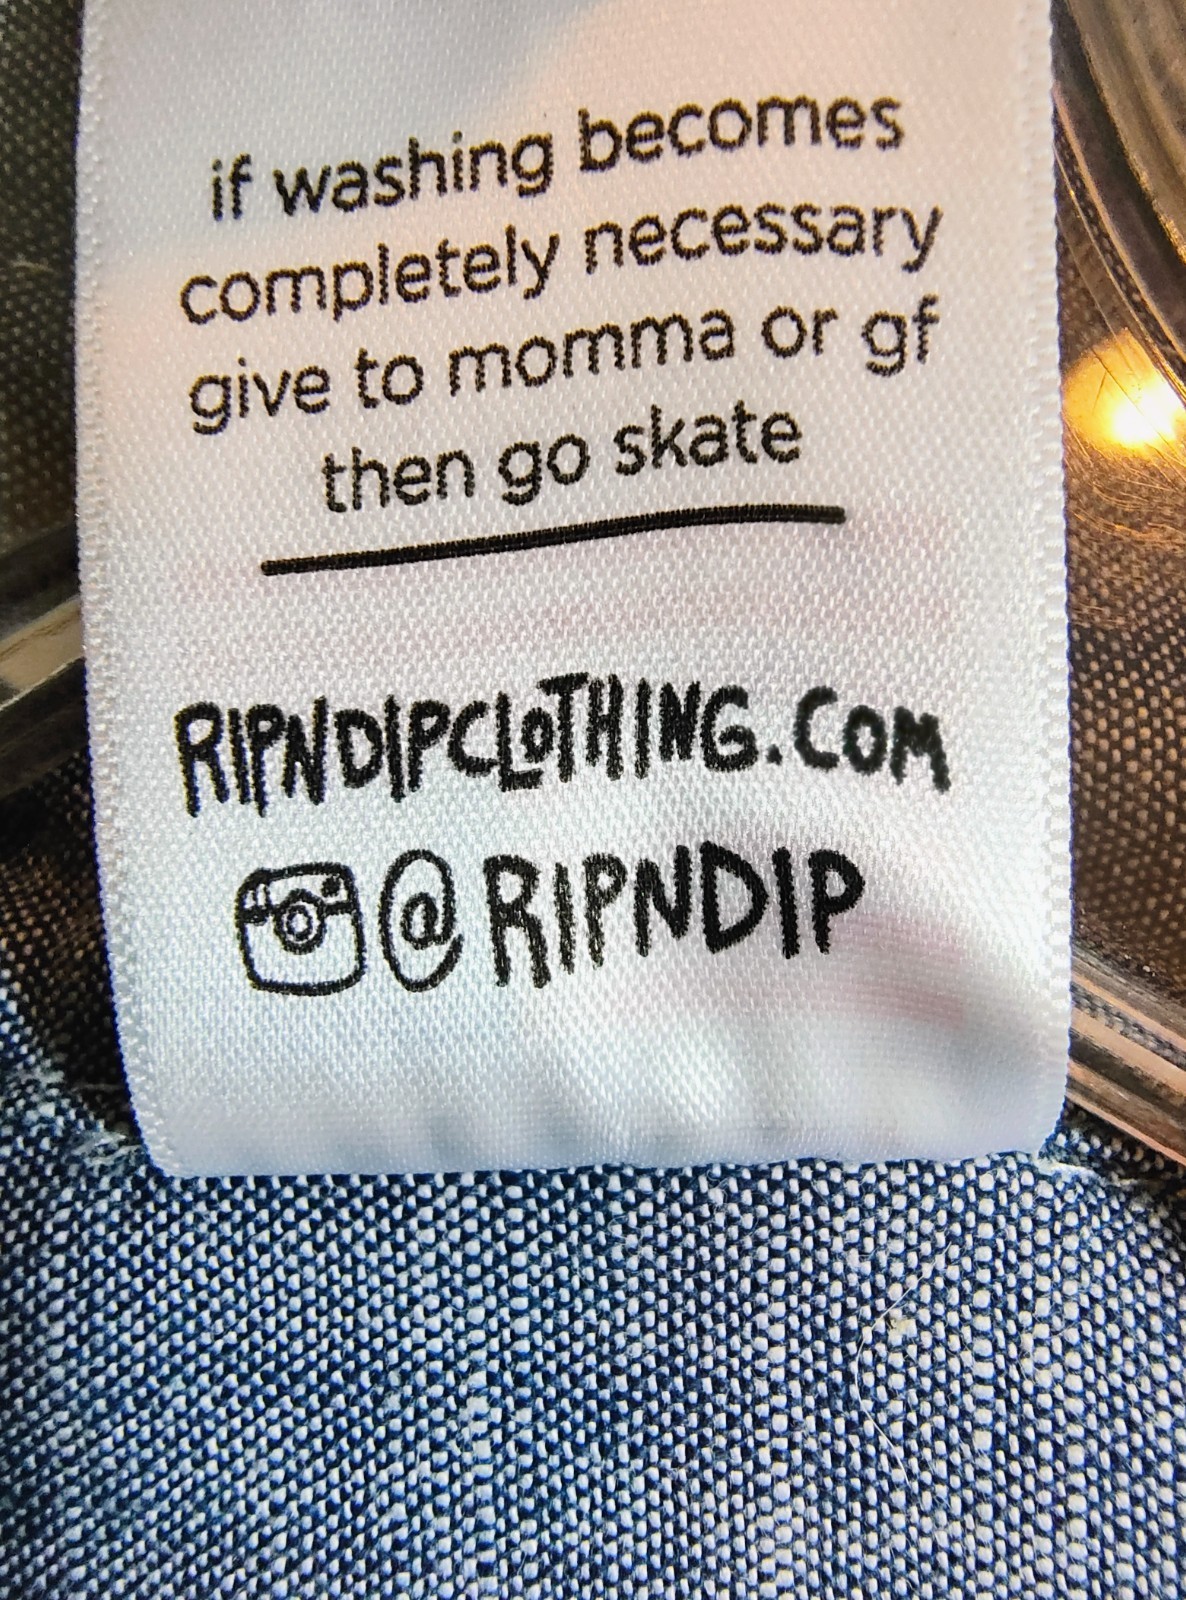 if washing becomes
completely necessary
give to momma or gf
then go skate
RIPNDIPCLOTHING.COM
@RIPNDIP